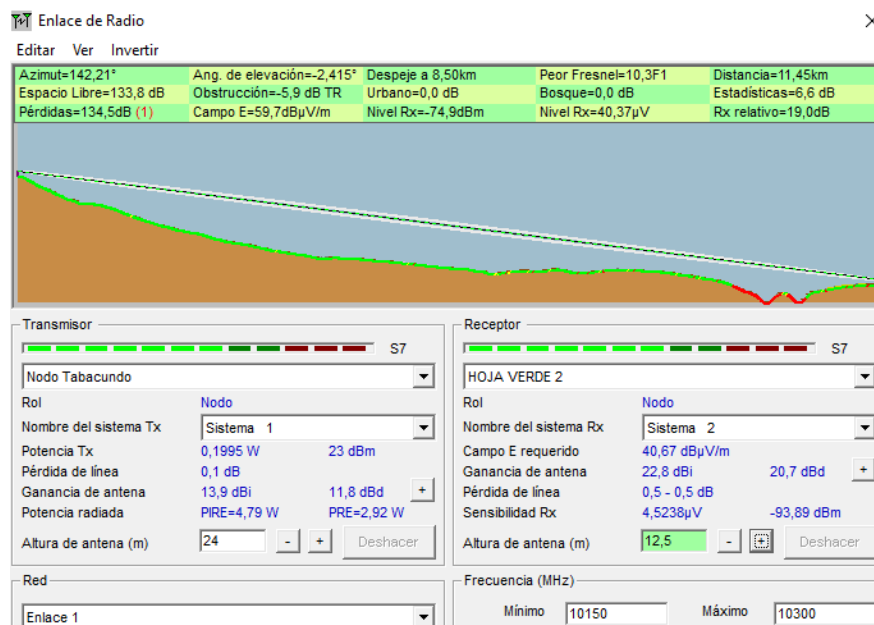 Enlace de Radio
Editar Ver Invertir
Azimut=142,21° Ang. de elevación=-2,415° Despeje a 8,50km Peor Fresnel=10,3F1 Distancia=11,45km
Espacio Libre=133,8 dB Obstrucción=-5,9 dB TR Urbano=0,0 dB Bosque=0,0 dB Estadísticas=6,6 dB
Pérdidas=134,5dB (1) Campo E=59,7dBµV/m Nivel Rx=-74,9dBm Nivel Rx=40,37µV Rx relativo=19,0dB
Transmisor
S7
Nodo Tabacundo
Rol Nodo
Nombre del sistema Tx Sistema 1
Potencia Tx 0,1995 W 23 dBm
Pérdida de línea 0,1 dB
Ganancia de antena 13,9 dBi 11,8 dBd +
Potencia radiada PIRE=4,79 W PRE=2,92 W
Altura de antena (m) 24 - + Deshacer
Receptor
S7
HOJA VERDE 2
Rol Nodo
Nombre del sistema Rx Sistema 2
Campo E requerido 40,67 dBµV/m
Ganancia de antena 22,8 dBi 20,7 dBd +
Pérdida de línea 0,5 - 0,5 dB
Sensibilidad Rx 4,5238µV -93,89 dBm
Altura de antena (m) 12,5 - + Deshacer
Red
Enlace 1
Frecuencia (MHz)
Mínimo 10150 Máximo 10300